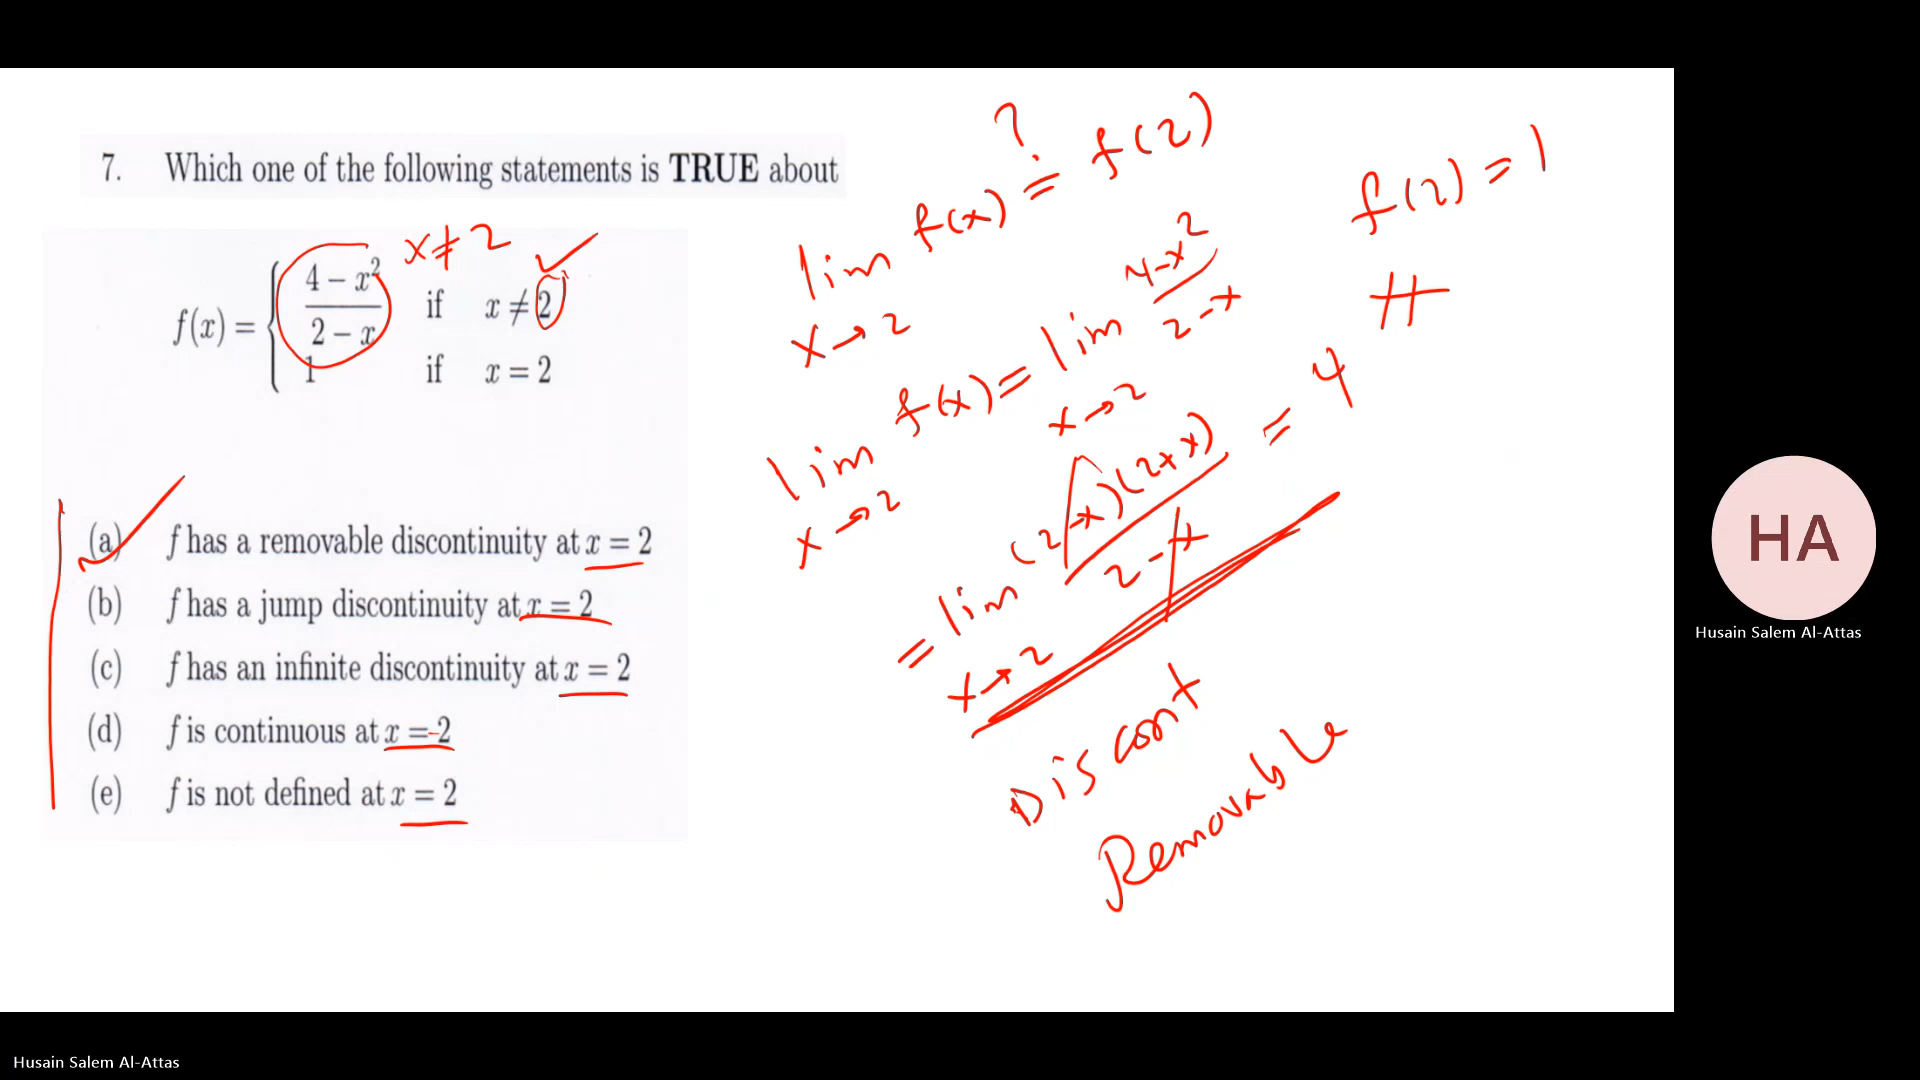 7. Which one of the following statements is TRUE about
f(x) = { (4 − x²)/(2 − x) if x ≠ 2
1 if x = 2
x ≠ 2
(a) f has a removable discontinuity at x = 2
(b) f has a jump discontinuity at x = 2
(c) f has an infinite discontinuity at x = 2
(d) f is continuous at x = 2
(e) f is not defined at x = 2
lim x→2 f(x) =? f(2)
f(2) = 1
≠
lim x→2 f(x) = lim x→2 (4-x²)/(2-x)
= lim x→2 (2-x)(2+x)/(2-x) = 4
Discont
Removable
HA
Husain Salem Al-Attas
Husain Salem Al-Attas